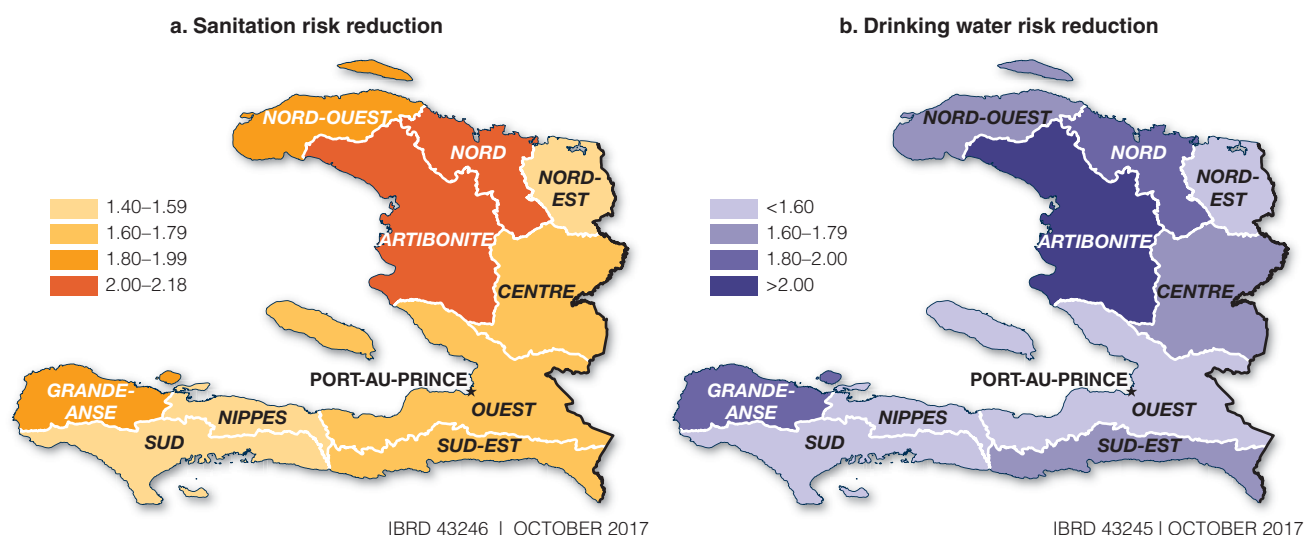 a. Sanitation risk reduction
NORD-OUEST
NORD
NORD-
EST
1.40–1.59
1.60–1.79
1.80–1.99
2.00–2.18
ARTIBONITE
CENTRE
PORT-AU-PRINCE
GRANDE-
ANSE
NIPPES
OUEST
SUD
SUD-EST
IBRD 43246 | OCTOBER 2017
b. Drinking water risk reduction
NORD-OUEST
NORD
NORD-
EST
<1.60
1.60–1.79
1.80–2.00
>2.00
ARTIBONITE
CENTRE
PORT-AU-PRINCE
GRANDE-
ANSE
NIPPES
OUEST
SUD
SUD-EST
IBRD 43245 | OCTOBER 2017